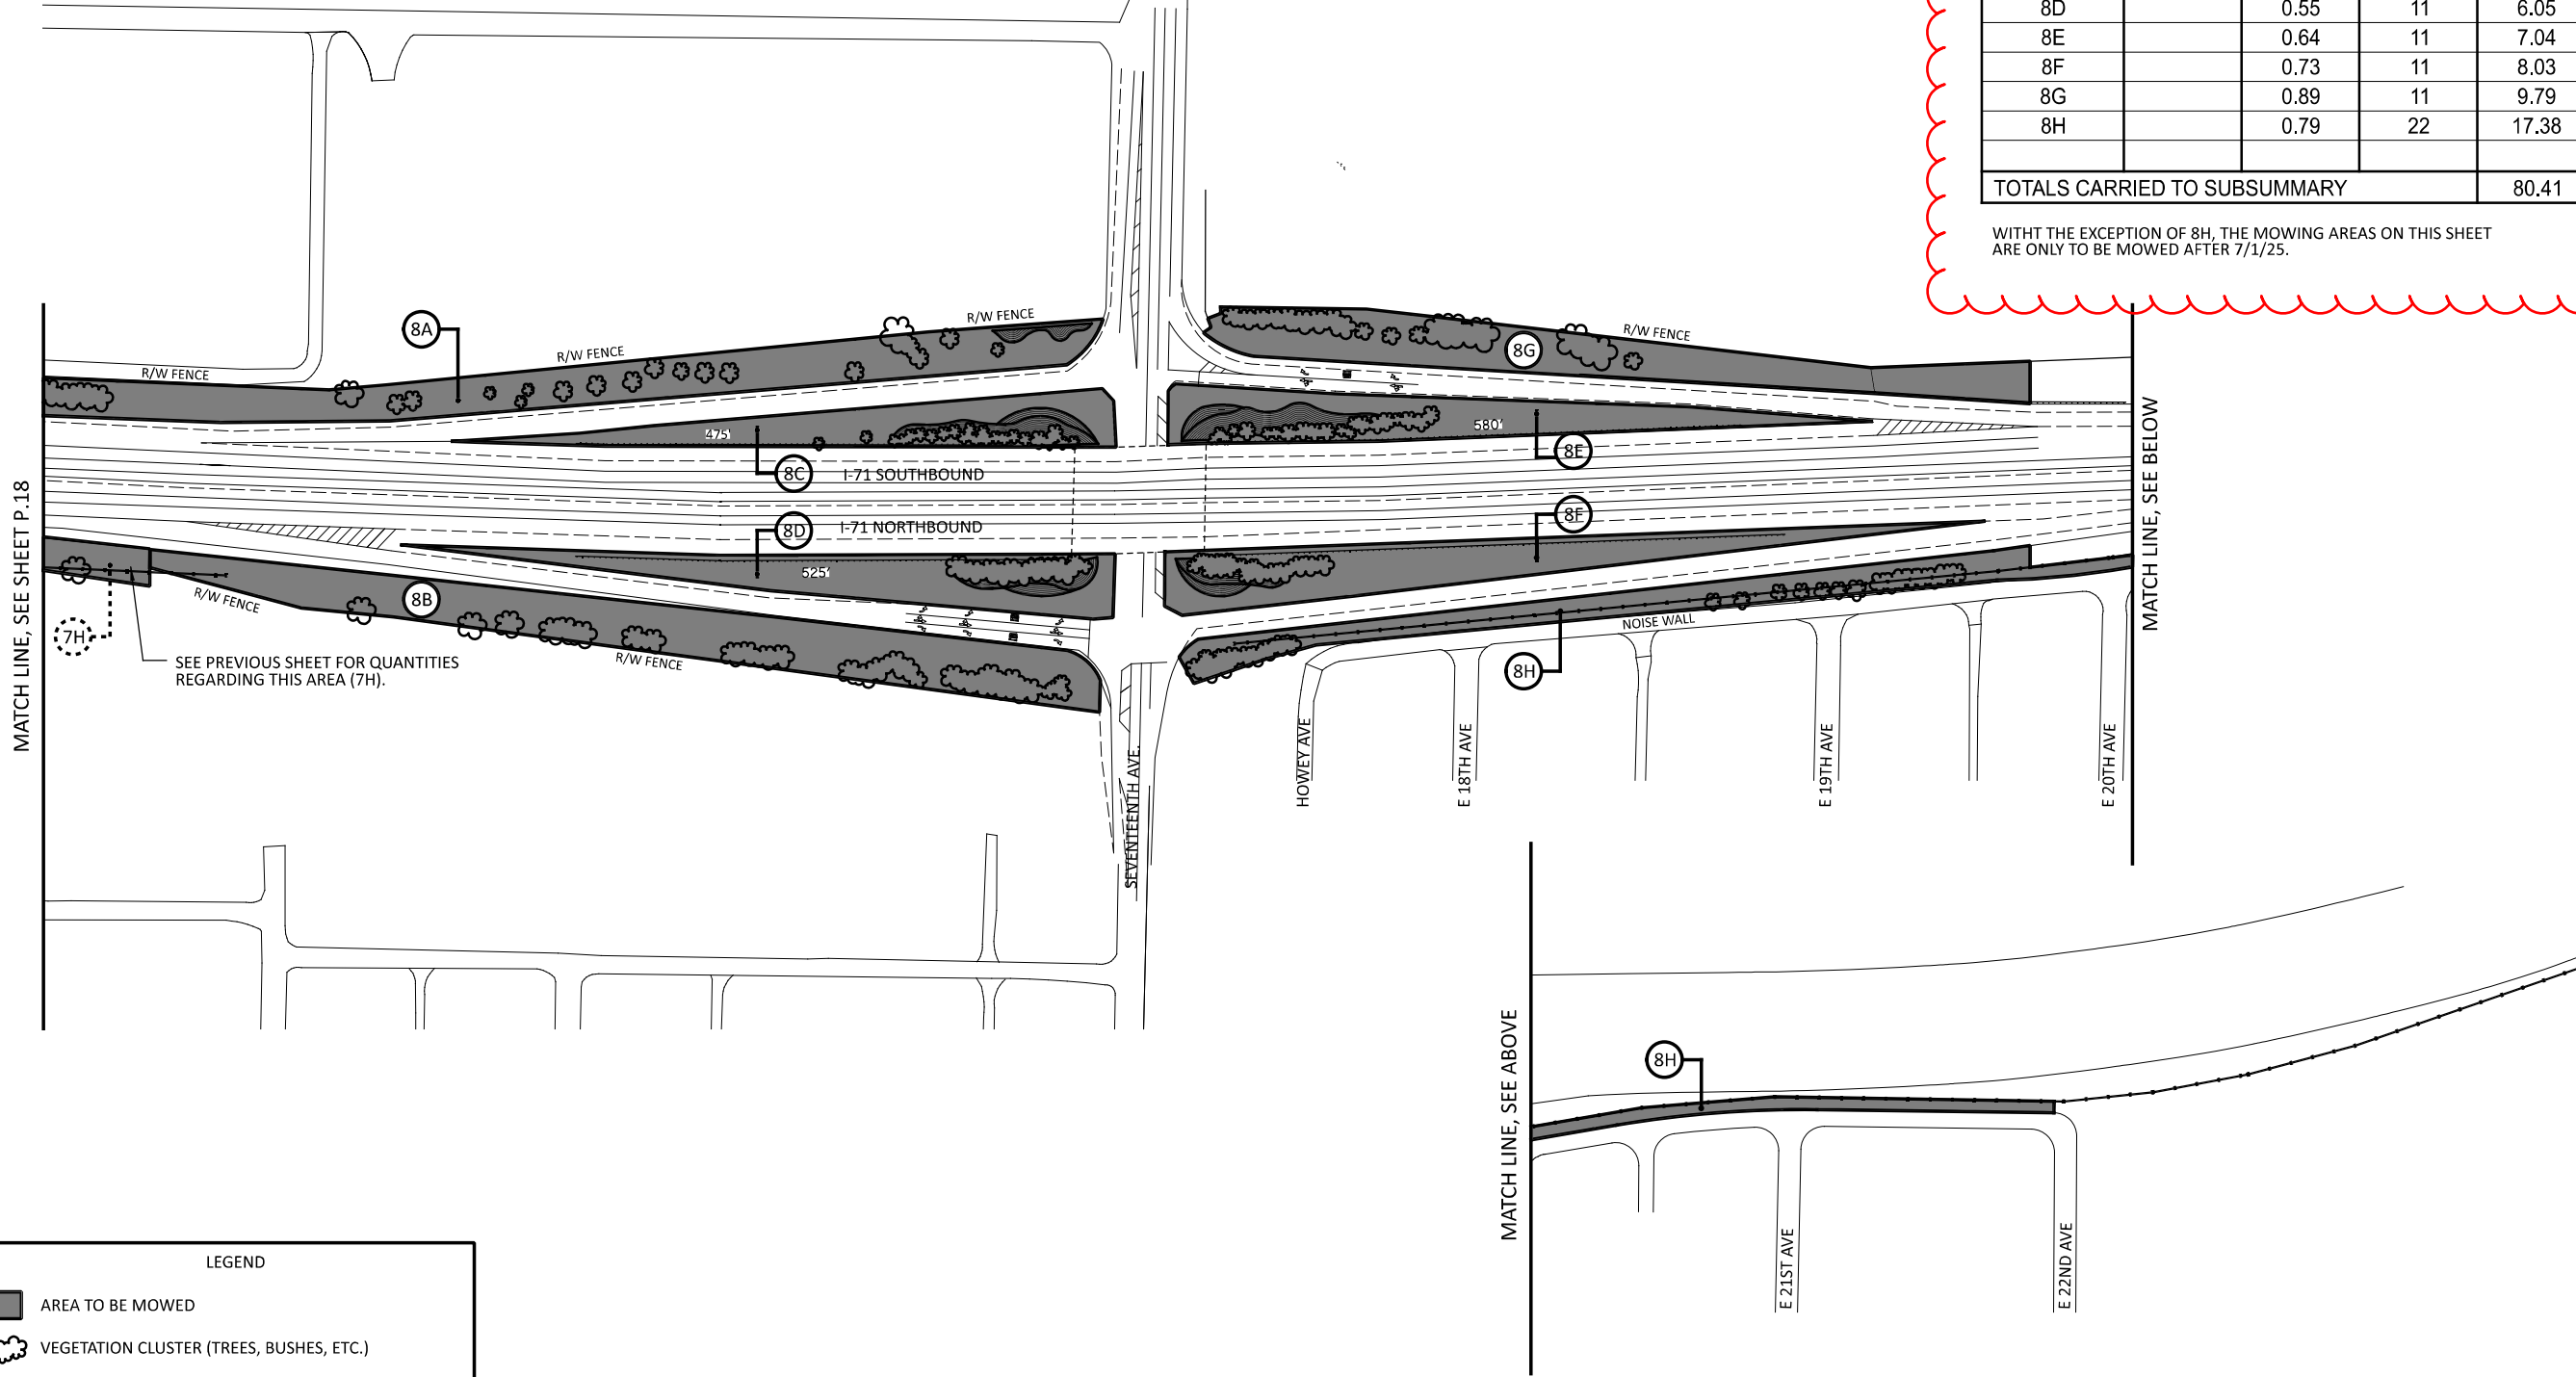 8D 0.55 11 6.05
8E 0.64 11 7.04
8F 0.73 11 8.03
8G 0.89 11 9.79
8H 0.79 22 17.38
TOTALS CARRIED TO SUBSUMMARY 80.41
WITHT THE EXCEPTION OF 8H, THE MOWING AREAS ON THIS SHEET
ARE ONLY TO BE MOWED AFTER 7/1/25.
R/W FENCE
8A
R/W FENCE
R/W FENCE
R/W FENCE
8G
475'
580'
8C
I-71 SOUTHBOUND
8E
8D
I-71 NORTHBOUND
8F
525'
MATCH LINE, SEE SHEET P.18
MATCH LINE, SEE BELOW
R/W FENCE
8B
7H
SEE PREVIOUS SHEET FOR QUANTITIES
REGARDING THIS AREA (7H).
R/W FENCE
NOISE WALL
8H
SEVENTEENTH AVE.
HOWEY AVE
E 18TH AVE
E 19TH AVE
E 20TH AVE
MATCH LINE, SEE ABOVE
8H
E 21ST AVE
E 22ND AVE
LEGEND
AREA TO BE MOWED
VEGETATION CLUSTER (TREES, BUSHES, ETC.)